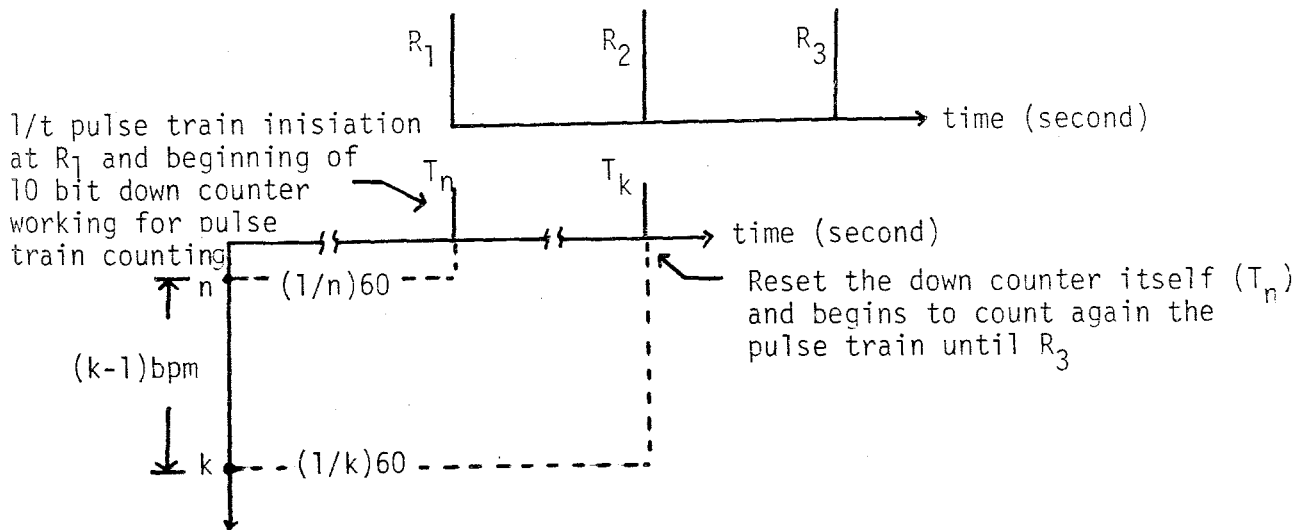 R1
R2
R3
time (second)
1/t pulse train inisiation
at R1 and beginning of
10 bit down counter
working for pulse
train counting
Tn
Tk
time (second)
n
(1/n)60
Reset the down counter itself (Tn)
and begins to count again the
pulse train until R3
(k-1)bpm
k
(1/k)60